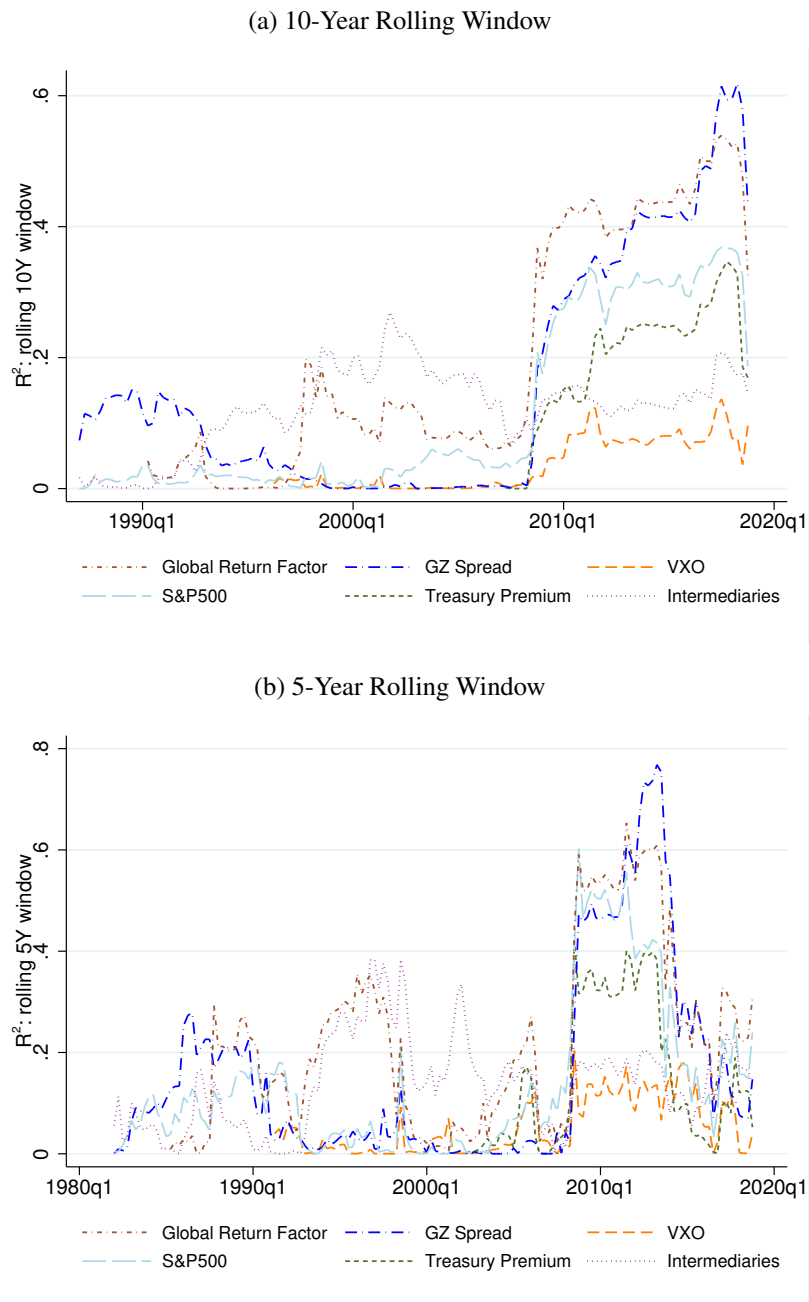 (a) 10-Year Rolling Window
R²: rolling 10Y window
.6
.4
.2
0
1990q1 2000q1 2010q1 2020q1
Global Return Factor GZ Spread VXO
S&P500 Treasury Premium Intermediaries
(b) 5-Year Rolling Window
R²: rolling 5Y window
.8
.6
.4
.2
0
1980q1 1990q1 2000q1 2010q1 2020q1
Global Return Factor GZ Spread VXO
S&P500 Treasury Premium Intermediaries